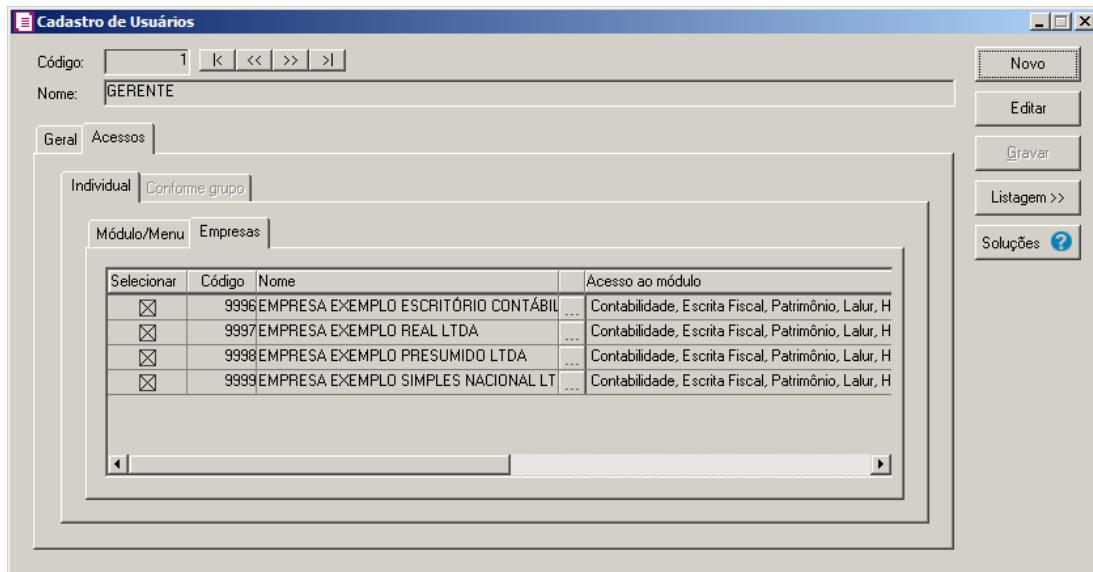 Cadastro de Usuários
Código: 1 |< << >> >| Novo
Nome: GERENTE
Editar
Geral Acessos
Gravar
Individual Conforme grupo
Listagem >>
Módulo/Menu Empresas
Soluções ?
Selecionar Código Nome Acesso ao módulo
9996 EMPRESA EXEMPLO ESCRITÓRIO CONTÁBIL ... Contabilidade, Escrita Fiscal, Patrimônio, Lalur, H
9997 EMPRESA EXEMPLO REAL LTDA ... Contabilidade, Escrita Fiscal, Patrimônio, Lalur, H
9998 EMPRESA EXEMPLO PRESUMIDO LTDA ... Contabilidade, Escrita Fiscal, Patrimônio, Lalur, H
9999 EMPRESA EXEMPLO SIMPLES NACIONAL LT ... Contabilidade, Escrita Fiscal, Patrimônio, Lalur, H